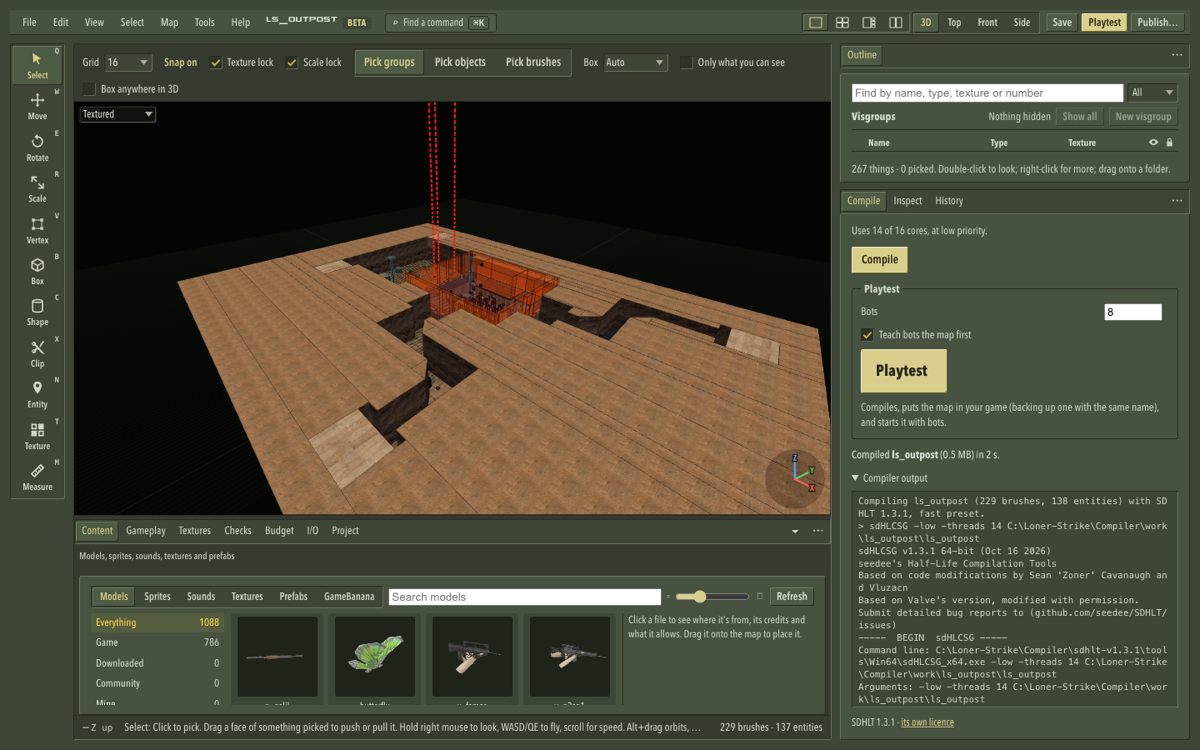 File Edit View Select Map Tools Help LS_OUTPOST BETA Find a command ⌘K 3D Top Front Side Save Playtest Publish...
Q
Select
W
Move
E
Rotate
R
Scale
V
Vertex
B
Box
C
Shape
X
Clip
N
Entity
T
Texture
M
Measure
Grid 16 Snap on Texture lock Scale lock Pick groups Pick objects Pick brushes Box Auto Only what you can see
Box anywhere in 3D
Textured
Z
Y
X
Content Gameplay Textures Checks Budget I/O Project
Models, sprites, sounds, textures and prefabs
Models Sprites Sounds Textures Prefabs GameBanana Search models Refresh
Everything 1088
Game 786
Downloaded 0
Community 0
Mine 0
Click a file to see where it's from, its credits and
what it allows. Drag it onto the map to place it.
—Z up Select: Click to pick. Drag a face of something picked to push or pull it. Hold right mouse to look, WASD/QE to fly, scroll for speed. Alt+drag orbits, ... 229 brushes · 137 entities
Outline ...
Find by name, type, texture or number All
Visgroups Nothing hidden Show all New visgroup
Name Type Texture
267 things · 0 picked. Double-click to look; right-click for more; drag onto a folder.
Compile Inspect History ...
Uses 14 of 16 cores, at low priority.
Compile
Playtest
Bots 8
Teach bots the map first
Playtest
Compiles, puts the map in your game (backing up one with the same name),
and starts it with bots.
Compiled ls_outpost (0.5 MB) in 2 s.
Compiler output
Compiling ls_outpost (229 brushes, 138 entities) with SD
HLT 1.3.1, fast preset.
> sdHLCSG -low -threads 14 C:\Loner-Strike\Compiler\work
\ls_outpost\ls_outpost
sdHLCSG v1.3.1 64-bit (Oct 16 2026)
seedee's Half-Life Compilation Tools
Based on code modifications by Sean 'Zoner' Cavanaugh an
d Vluzacn
Based on Valve's version, modified with permission.
Submit detailed bug reports to (github.com/seedee/SDHLT/
issues)
----- BEGIN sdHLCSG -----
Command line: C:\Loner-Strike\Compiler\sdhlt-v1.3.1\tool
s\Win64\sdHLCSG_x64.exe -low -threads 14 C:\Loner-Strike
\Compiler\work\ls_outpost\ls_outpost
Arguments: -low -threads 14 C:\Loner-Strike\Compiler\wor
k\ls_outpost\ls_outpost
SDHLT 1.3.1 · its own licence